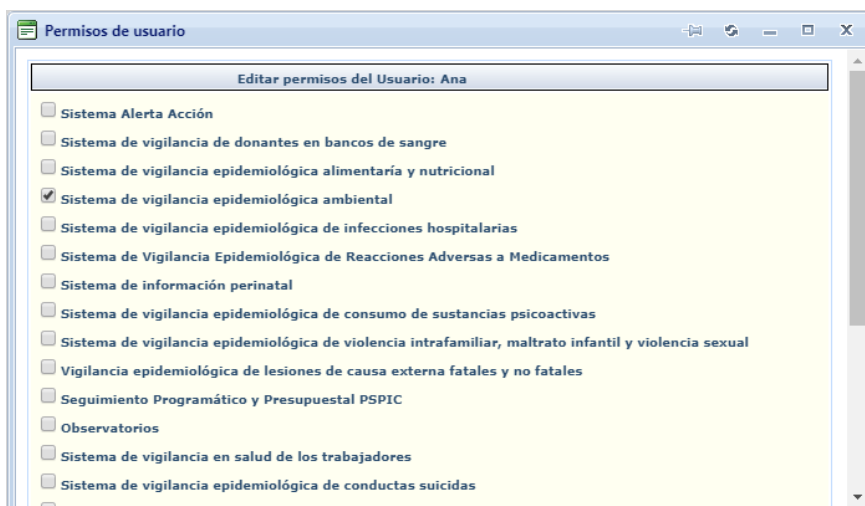 Permisos de usuario
Editar permisos del Usuario: Ana
Sistema Alerta Acción
Sistema de vigilancia de donantes en bancos de sangre
Sistema de vigilancia epidemiológica alimentaría y nutricional
Sistema de vigilancia epidemiológica ambiental
Sistema de vigilancia epidemiológica de infecciones hospitalarias
Sistema de Vigilancia Epidemiológica de Reacciones Adversas a Medicamentos
Sistema de información perinatal
Sistema de vigilancia epidemiológica de consumo de sustancias psicoactivas
Sistema de vigilancia epidemiológica de violencia intrafamiliar, maltrato infantil y violencia sexual
Vigilancia epidemiológica de lesiones de causa externa fatales y no fatales
Seguimiento Programático y Presupuestal PSPIC
Observatorios
Sistema de vigilancia en salud de los trabajadores
Sistema de vigilancia epidemiológica de conductas suicidas